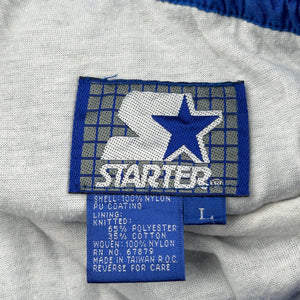 STARTER
SHELL: 100% NYLON
PU COATING
LINING:
KNITTED:
65% POLYESTER
35% COTTON
WOVEN: 100% NYLON
RN NO. 67879
MADE IN TAIWAN R.O.C.
REVERSE FOR CARE
L